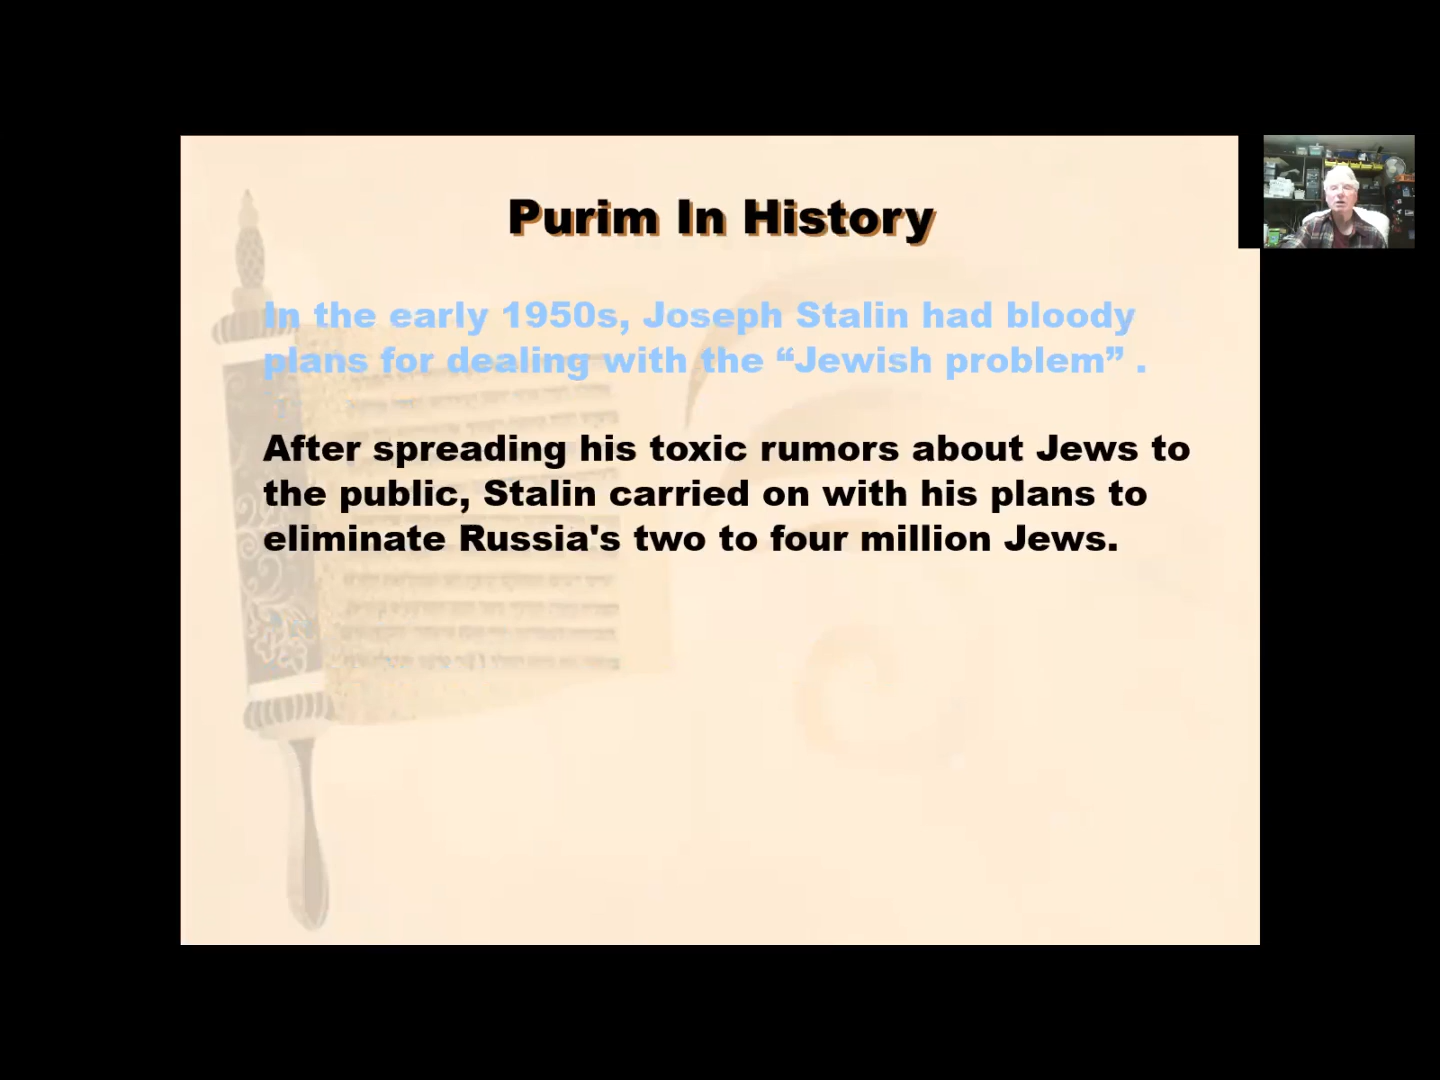 Purim In History
In the early 1950s, Joseph Stalin had bloody
plans for dealing with the “Jewish problem” .
After spreading his toxic rumors about Jews to
the public, Stalin carried on with his plans to
eliminate Russia's two to four million Jews.